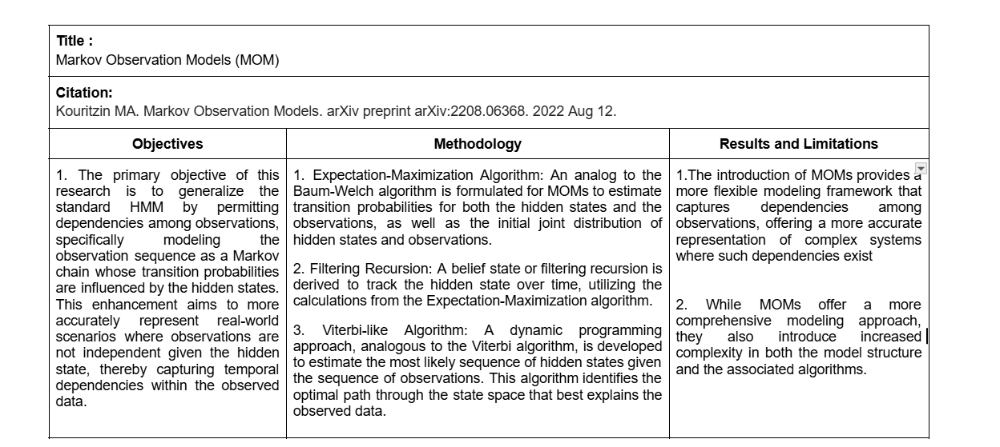 Title :
Markov Observation Models (MOM)
Citation:
Kouritzin MA. Markov Observation Models. arXiv preprint arXiv:2208.06368. 2022 Aug 12.
Objectives
Methodology
Results and Limitations
1. The primary objective of this
research is to generalize the
standard HMM by permitting
dependencies among observations,
specifically modeling the
observation sequence as a Markov
chain whose transition probabilities
are influenced by the hidden states.
This enhancement aims to more
accurately represent real-world
scenarios where observations are
not independent given the hidden
state, thereby capturing temporal
dependencies within the observed
data.
1. Expectation-Maximization Algorithm: An analog to the
Baum-Welch algorithm is formulated for MOMs to estimate
transition probabilities for both the hidden states and the
observations, as well as the initial joint distribution of
hidden states and observations.
2. Filtering Recursion: A belief state or filtering recursion is
derived to track the hidden state over time, utilizing the
calculations from the Expectation-Maximization algorithm.
3. Viterbi-like Algorithm: A dynamic programming
approach, analogous to the Viterbi algorithm, is developed
to estimate the most likely sequence of hidden states given
the sequence of observations. This algorithm identifies the
optimal path through the state space that best explains the
observed data.
1.The introduction of MOMs provides a
more flexible modeling framework that
captures dependencies among
observations, offering a more accurate
representation of complex systems
where such dependencies exist
2. While MOMs offer a more
comprehensive modeling approach,
they also introduce increased
complexity in both the model structure
and the associated algorithms.